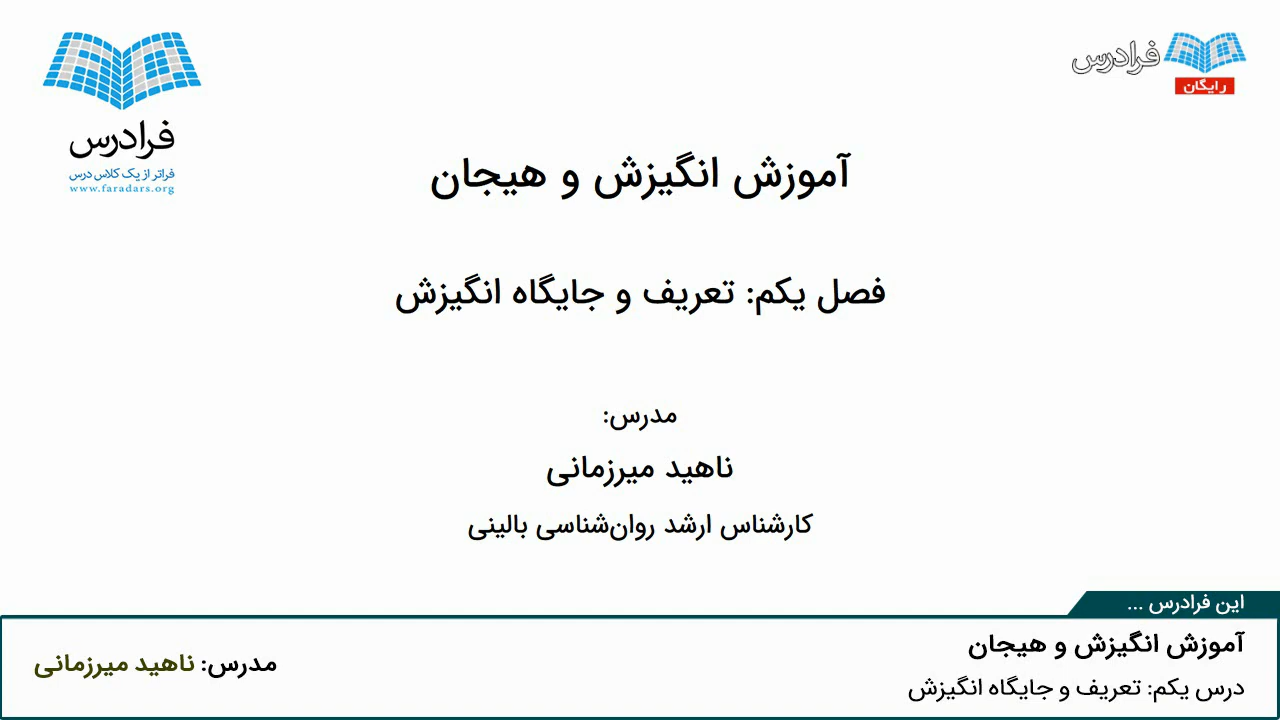 فرادرس
رایگان
فرادرس
فراتر از یک کلاس درس
www.faradars.org
آموزش انگیزش و هیجان
فصل یکم: تعریف و جایگاه انگیزش
مدرس:
ناهید میرزمانی
کارشناس ارشد روان‌شناسی بالینی
این فرادرس ...
آموزش انگیزش و هیجان
درس یکم: تعریف و جایگاه انگیزش
مدرس: ناهید میرزمانی